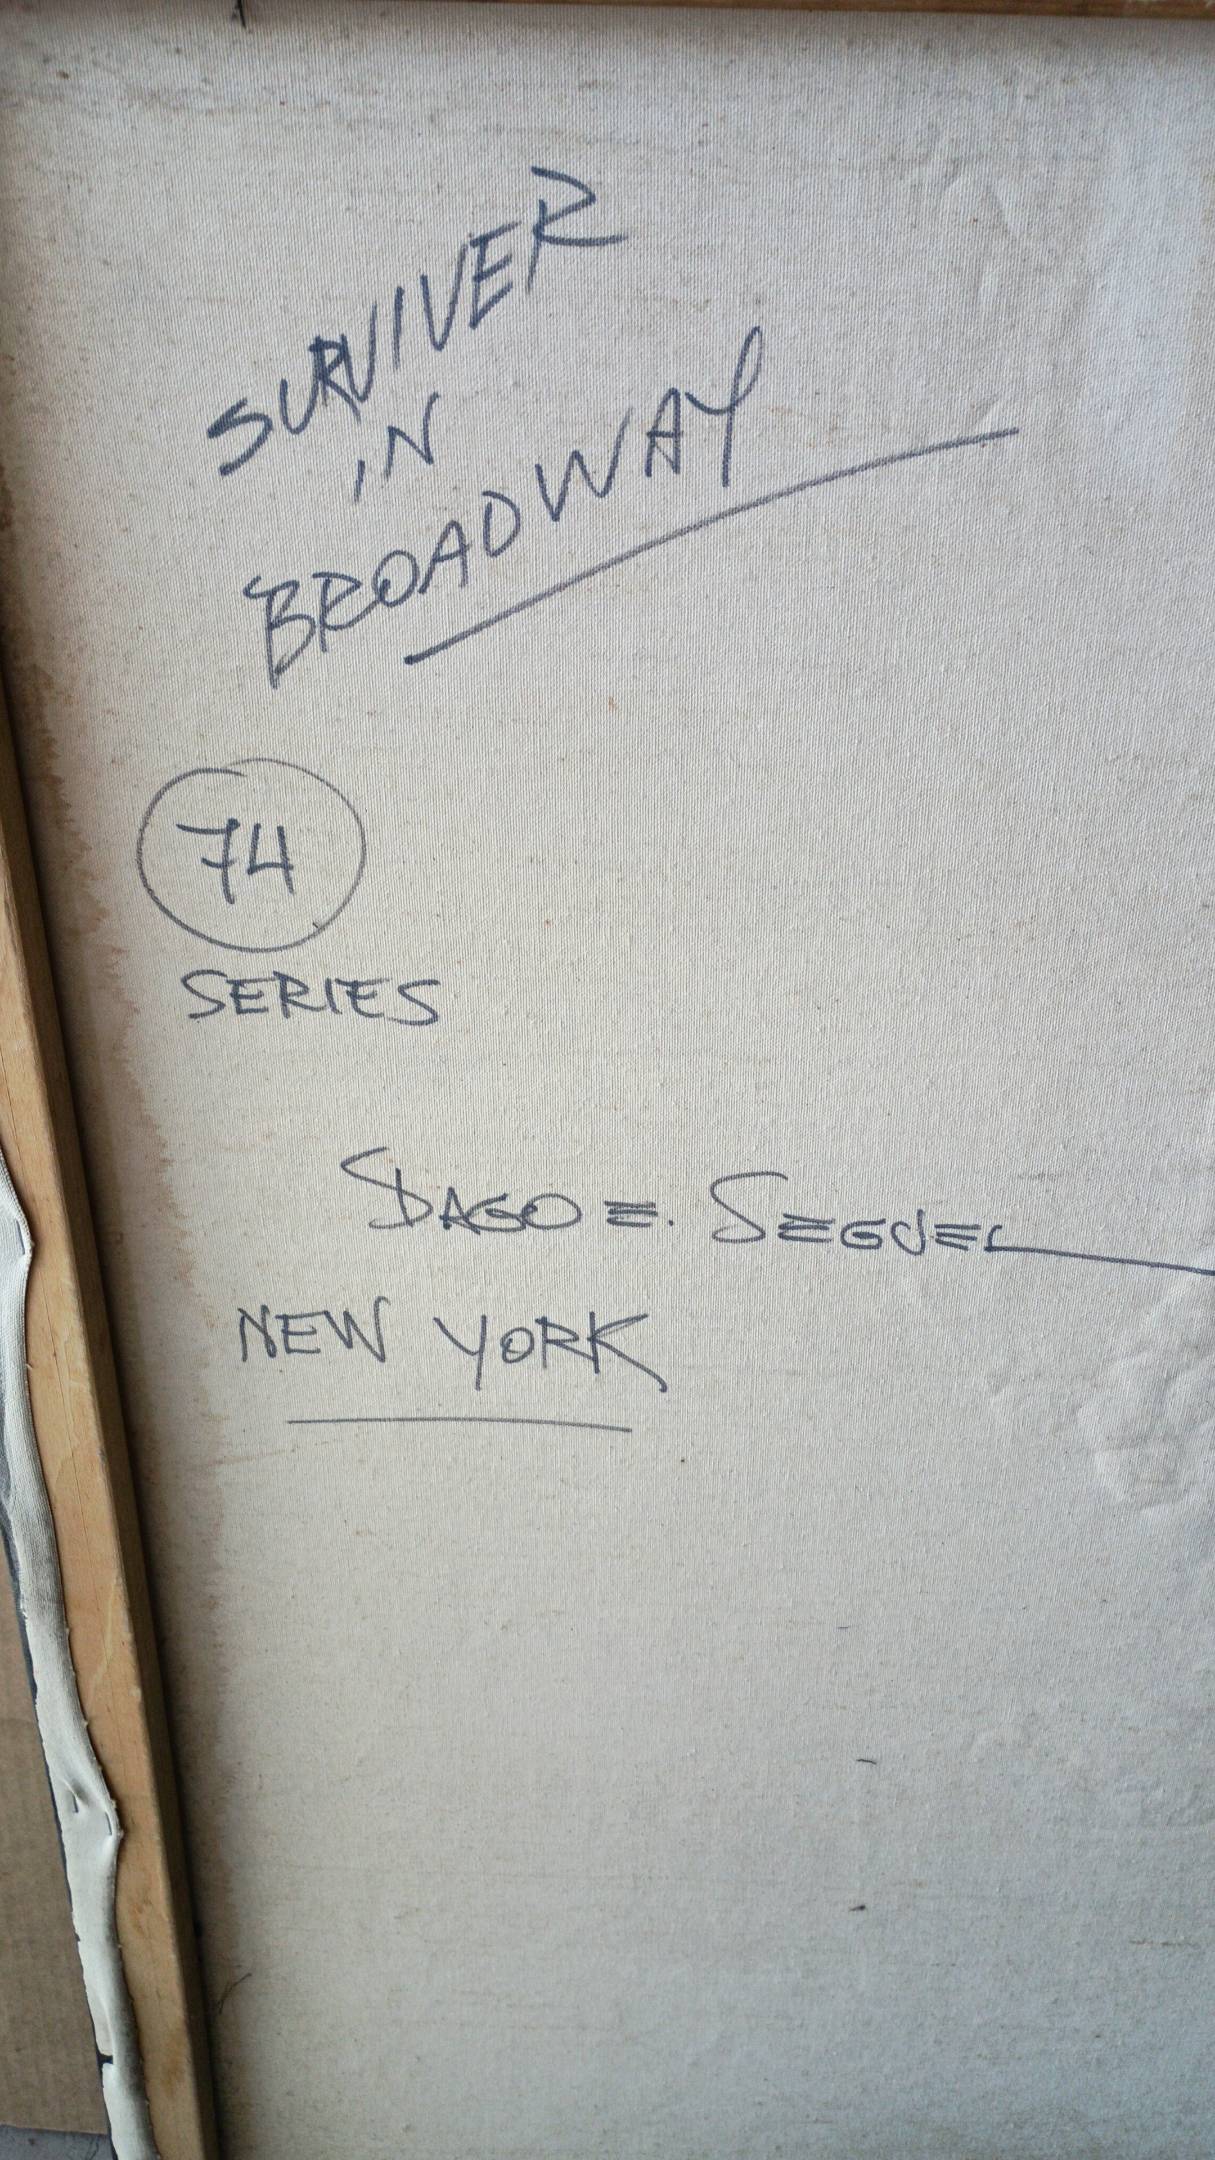 SURVIVER
IN
BROADWAY
74
SERIES
DAGO E. SEGUEL
NEW YORK